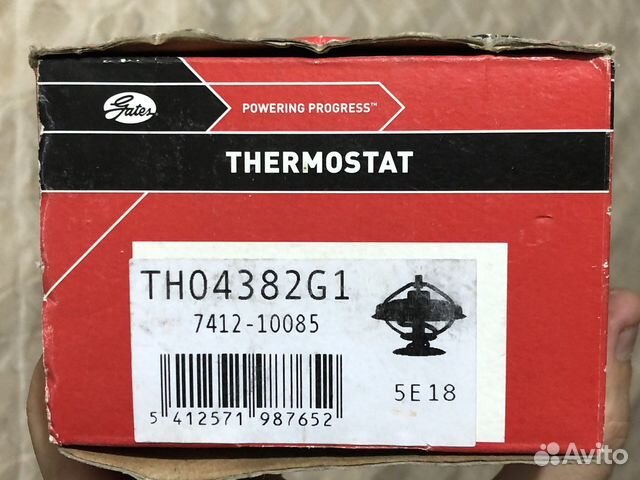 Gates
POWERING PROGRESS™
THERMOSTAT
TH04382G1
7412-10085
5E18
5 412571 987652
Avito